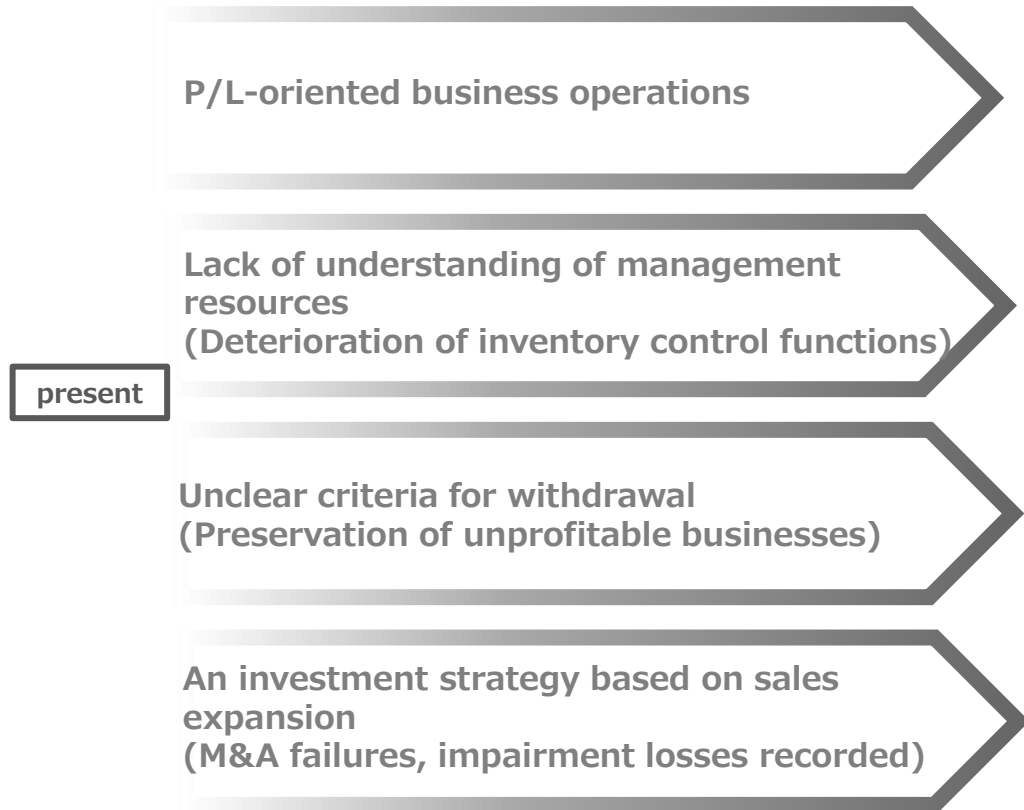 P/L-oriented business operations
Lack of understanding of management
resources
(Deterioration of inventory control functions)
present
Unclear criteria for withdrawal
(Preservation of unprofitable businesses)
An investment strategy based on sales
expansion
(M&A failures, impairment losses recorded)